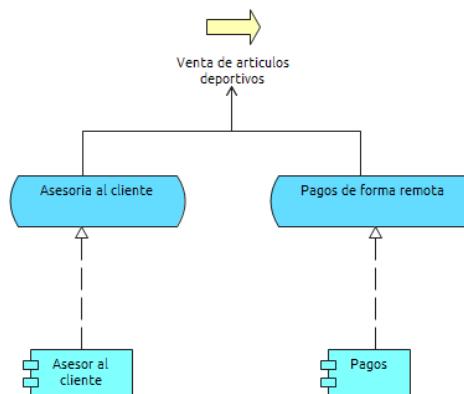 Venta de articulos
deportivos
Asesoria al cliente
Pagos de forma remota
Asesor al
cliente
Pagos